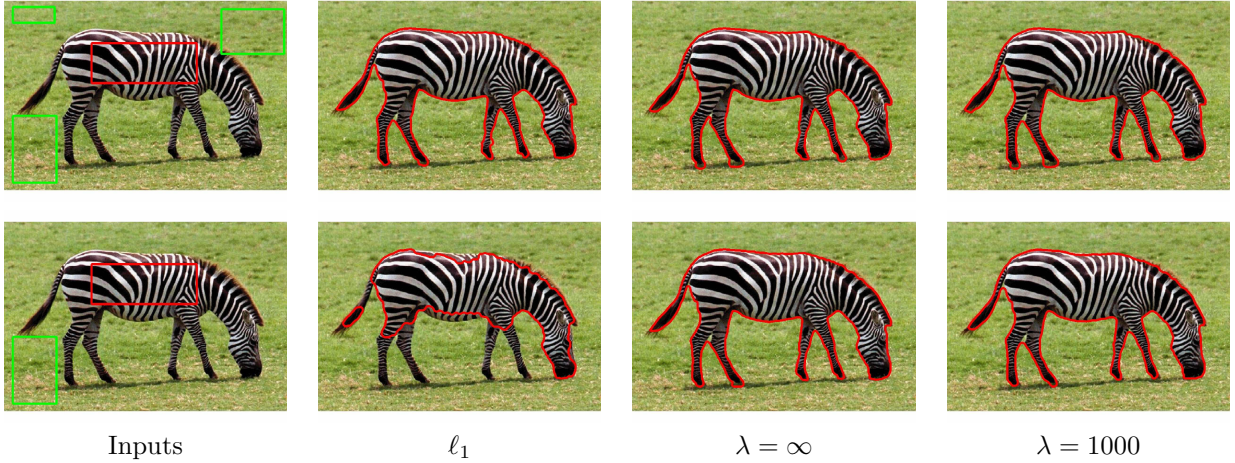 Inputs
ℓ₁
λ = ∞
λ = 1000